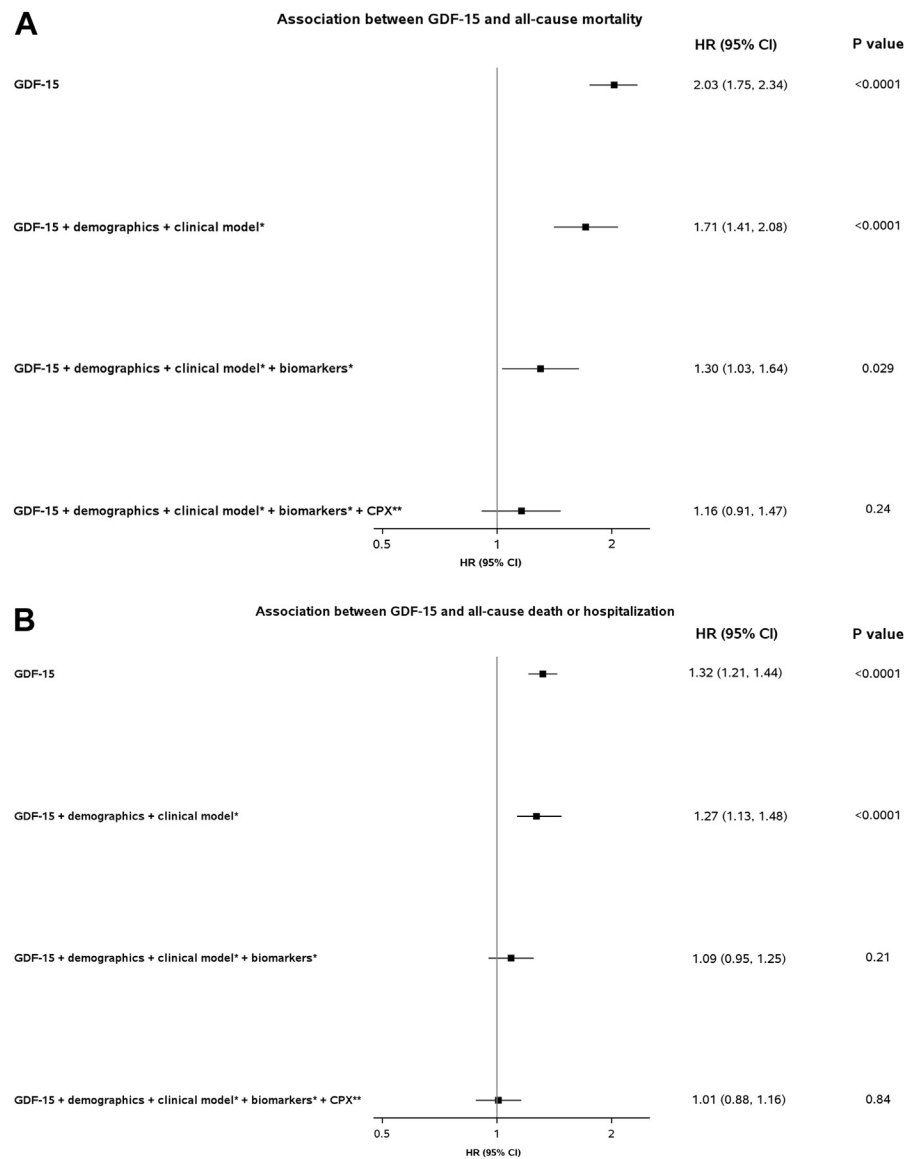 A
Association between GDF-15 and all-cause mortality
HR (95% CI) P value
GDF-15 2.03 (1.75, 2.34) <0.0001
GDF-15 + demographics + clinical model* 1.71 (1.41, 2.08) <0.0001
GDF-15 + demographics + clinical model* + biomarkers* 1.30 (1.03, 1.64) 0.029
GDF-15 + demographics + clinical model* + biomarkers* + CPX** 1.16 (0.91, 1.47) 0.24
0.5 1 2
HR (95% CI)
B
Association between GDF-15 and all-cause death or hospitalization
HR (95% CI) P value
GDF-15 1.32 (1.21, 1.44) <0.0001
GDF-15 + demographics + clinical model* 1.27 (1.13, 1.48) <0.0001
GDF-15 + demographics + clinical model* + biomarkers* 1.09 (0.95, 1.25) 0.21
GDF-15 + demographics + clinical model* + biomarkers* + CPX** 1.01 (0.88, 1.16) 0.84
0.5 1 2
HR (95% CI)